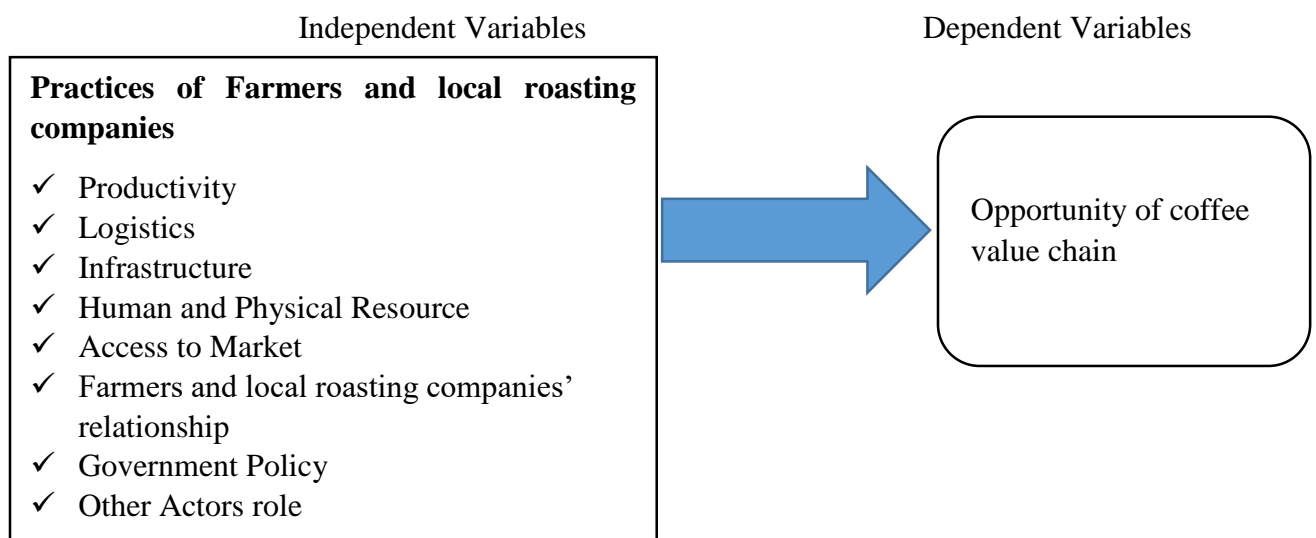 Independent Variables
Dependent Variables
Practices of Farmers and local roasting
companies
✓ Productivity
✓ Logistics
✓ Infrastructure
✓ Human and Physical Resource
✓ Access to Market
✓ Farmers and local roasting companies’
relationship
✓ Government Policy
✓ Other Actors role
Opportunity of coffee
value chain